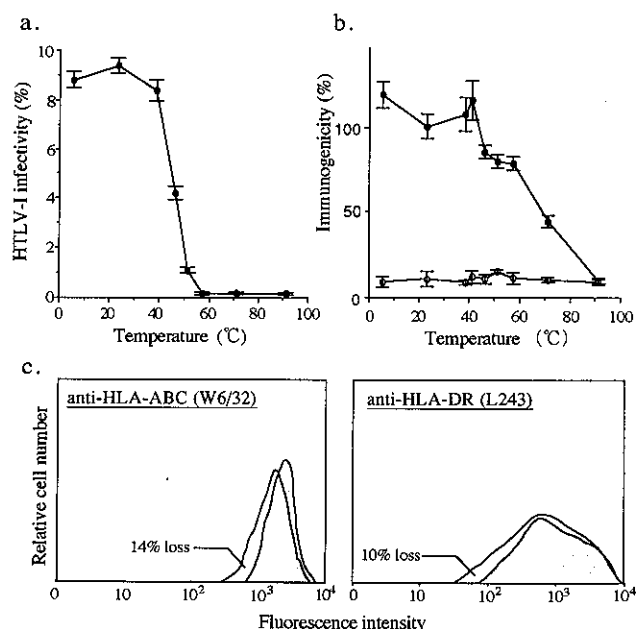 a.
HTLV-I infectivity (%)
10
8
6
4
2
0
0 20 40 60 80 100
Temperature (℃)
b.
Immunogenicity (%)
100
50
0
0 20 40 60 80 100
Temperature (℃)
c.
Relative cell number
anti-HLA-ABC (W6/32)
14% loss
0 10 10² 10³ 10⁴
anti-HLA-DR (L243)
10% loss
0 10 10² 10³ 10⁴
Fluorescence intensity